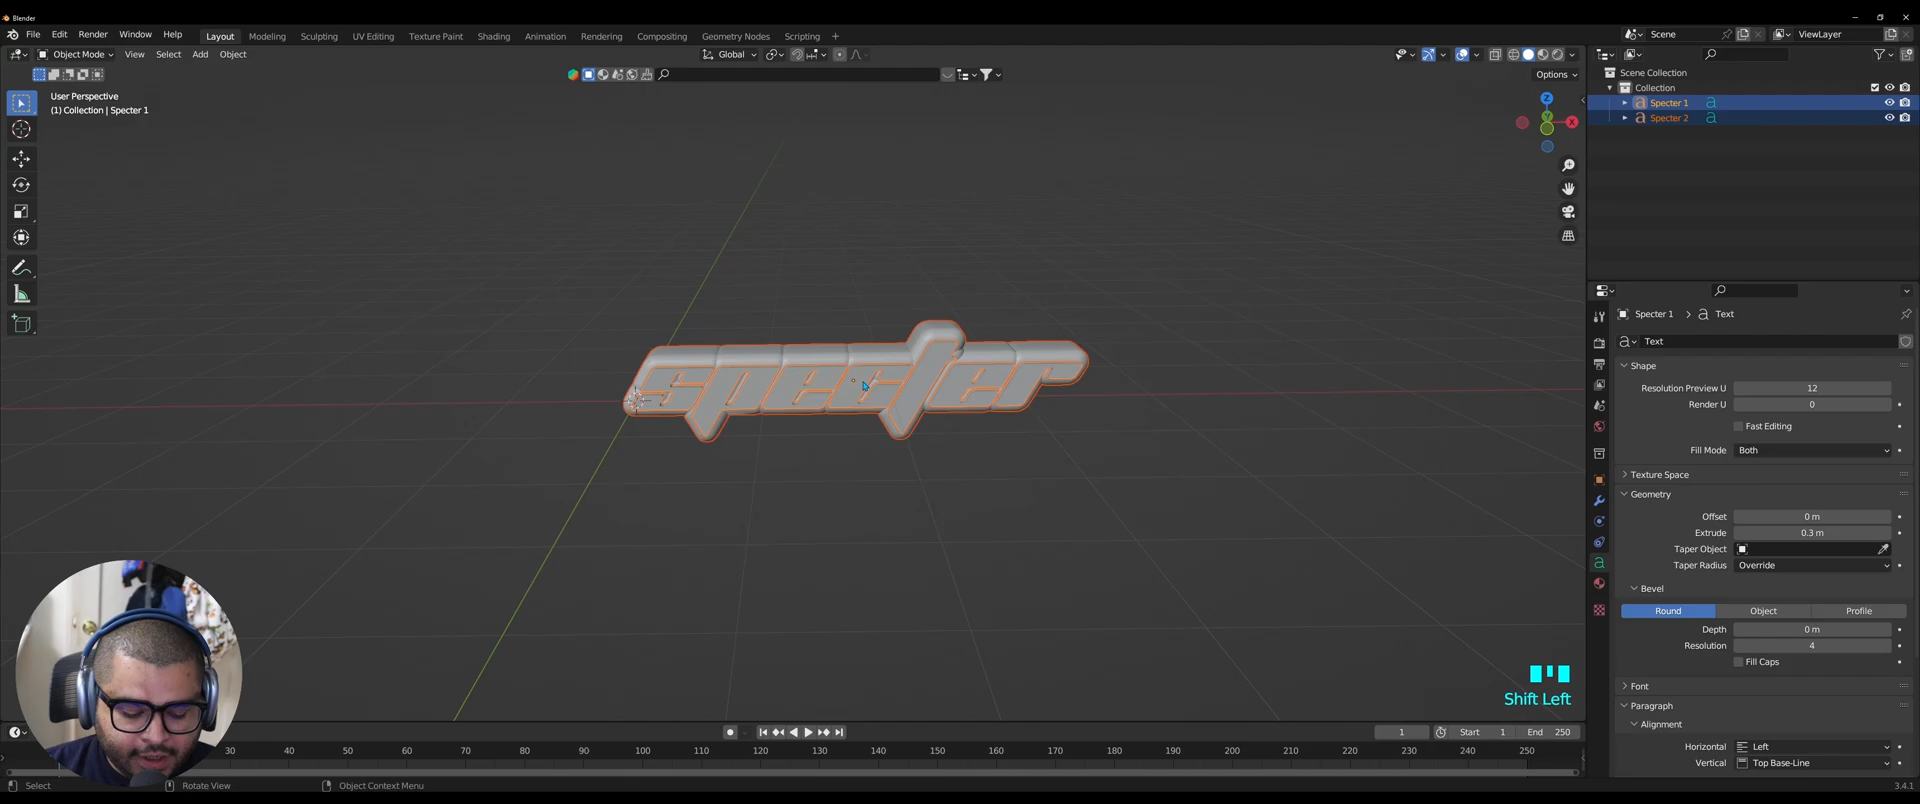 Blender
File Edit Render Window Help
Layout Modeling Sculpting UV Editing Texture Paint Shading Animation Rendering Compositing Geometry Nodes Scripting +
Scene
ViewLayer
Object Mode View Select Add Object
Global
Options
User Perspective
(1) Collection | Specter 1
Z
Y
X
specter
Shift Left
Scene Collection
Collection
Specter 1
Specter 2
Specter 1 > Text
Text
Shape
Resolution Preview U 12
Render U 0
Fast Editing
Fill Mode Both
Texture Space
Geometry
Offset 0 m
Extrude 0.3 m
Taper Object
Taper Radius Override
Bevel
Round Object Profile
Depth 0 m
Resolution 4
Fill Caps
Font
Paragraph
Alignment
Horizontal Left
Vertical Top Base-Line
1 Start 1 End 250
30 40 50 60 70 80 90 100 110 120 130 140 150 160 170 180 190 200 210 220 230 240 250
Select Rotate View Object Context Menu
3.4.1